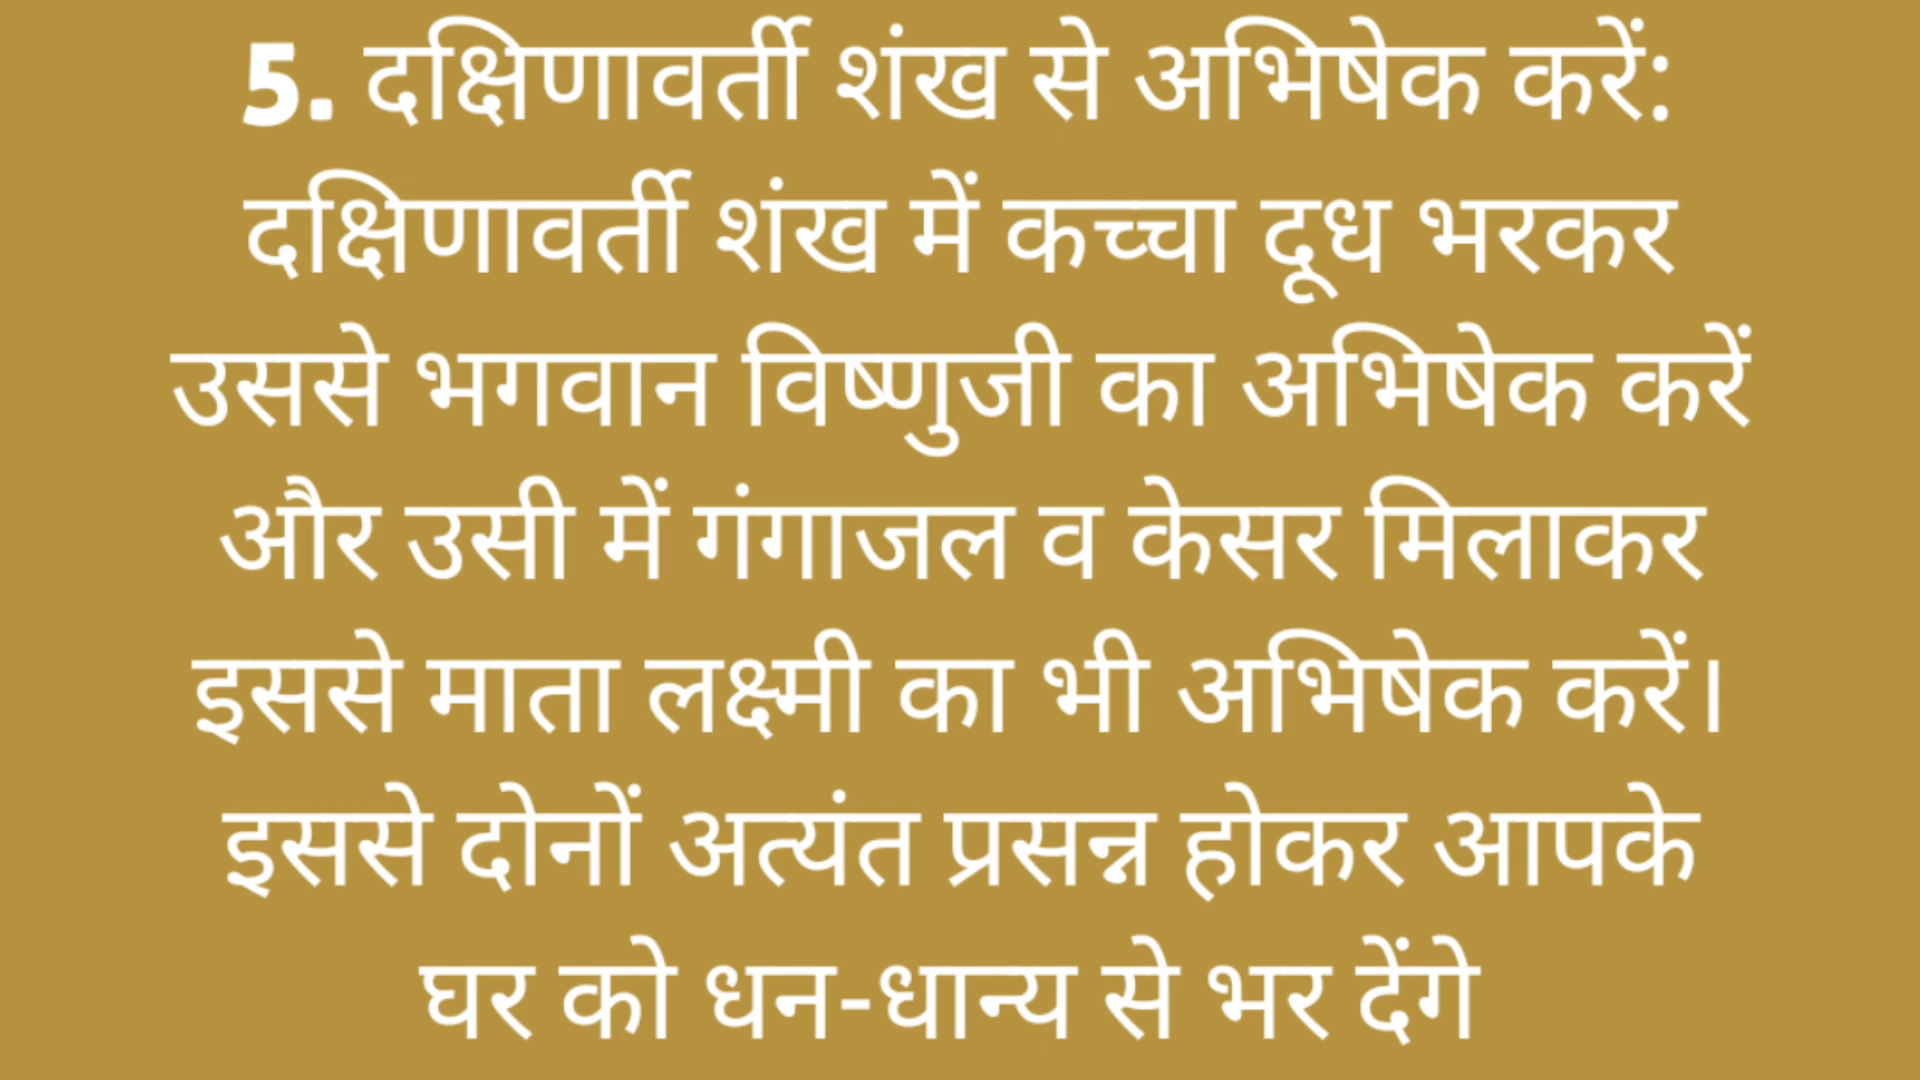 5. दक्षिणावर्ती शंख से अभिषेक करें:
दक्षिणावर्ती शंख में कच्चा दूध भरकर
उससे भगवान विष्णुजी का अभिषेक करें
और उसी में गंगाजल व केसर मिलाकर
इससे माता लक्ष्मी का भी अभिषेक करें।
इससे दोनों अत्यंत प्रसन्न होकर आपके
घर को धन-धान्य से भर देंगे